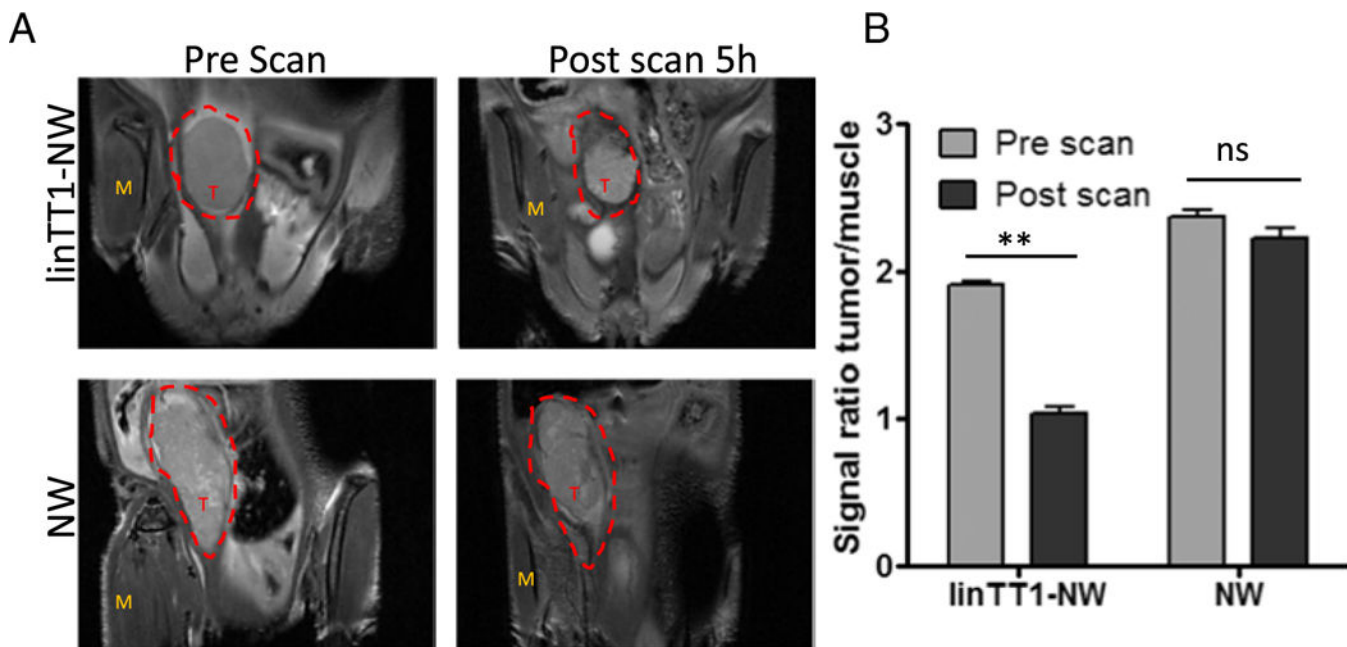 A
Pre Scan
Post scan 5h
linTT1-NW
M
T
M
T
NW
M
T
M
T
B
Signal ratio tumor/muscle
3
2
1
0
Pre scan
Post scan
**
ns
linTT1-NW
NW